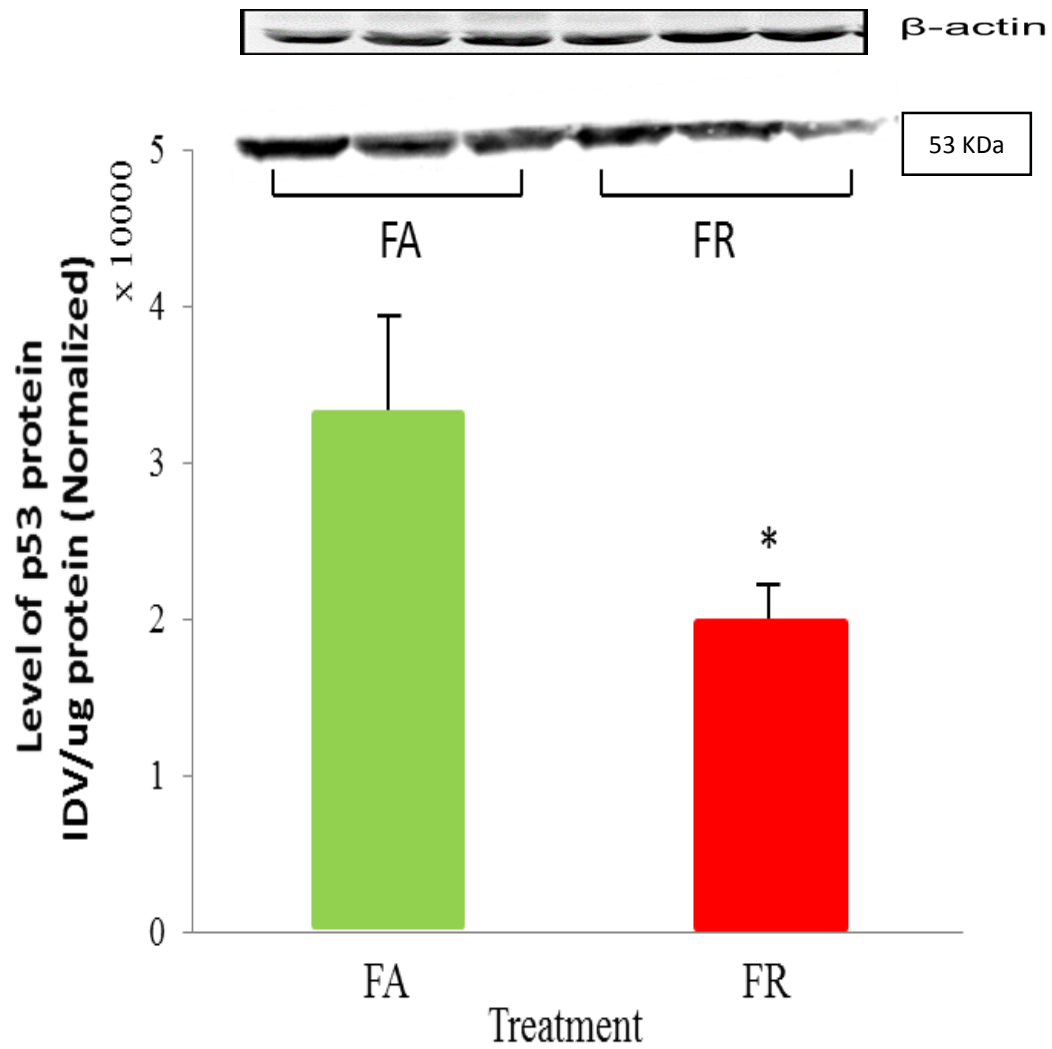 β-actin
53 KDa
FA
FR
x 10000
5
4
3
2
1
0
Level of p53 protein
IDV/ug protein (Normalized)
*
FA
FR
Treatment